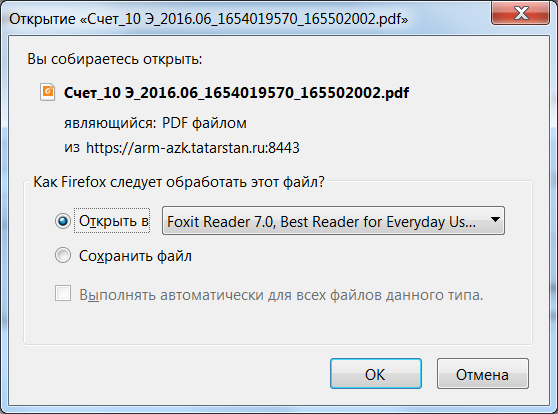 Открытие «Счет_10 Э_2016.06_1654019570_165502002.pdf»
Вы собираетесь открыть:
Счет_10 Э_2016.06_1654019570_165502002.pdf
являющийся: PDF файлом
из https://arm-azk.tatarstan.ru:8443
Как Firefox следует обработать этот файл?
Открыть в Foxit Reader 7.0, Best Reader for Everyday Us...
Сохранить файл
Выполнять автоматически для всех файлов данного типа.
OK Отмена